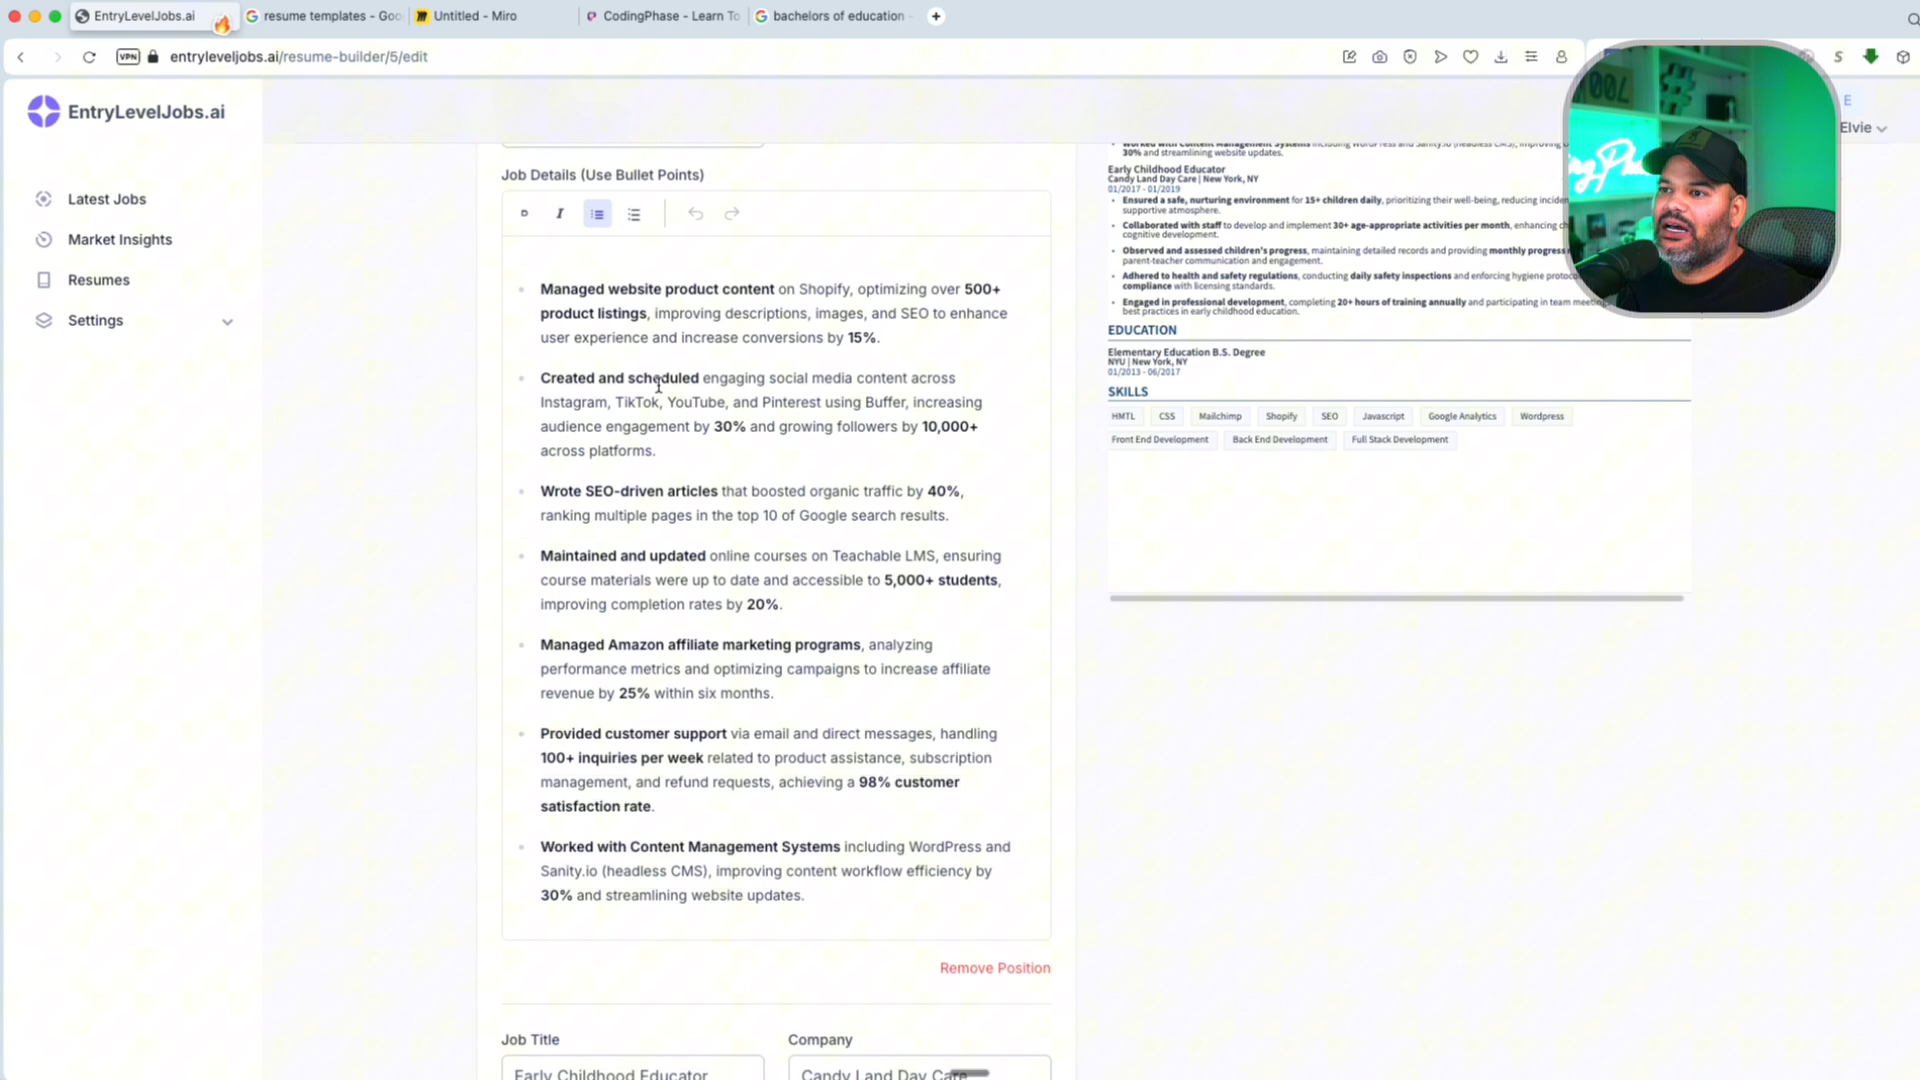 EntryLevelJobs.ai
resume templates - Goo
Untitled - Miro
CodingPhase - Learn To
bachelors of education -
VPN
entryleveljobs.ai/resume-builder/5/edit
EntryLevelJobs.ai
Latest Jobs
Market Insights
Resumes
Settings
Job Details (Use Bullet Points)
Managed website product content on Shopify, optimizing over 500+
product listings, improving descriptions, images, and SEO to enhance
user experience and increase conversions by 15%.
Created and scheduled engaging social media content across
Instagram, TikTok, YouTube, and Pinterest using Buffer, increasing
audience engagement by 30% and growing followers by 10,000+
across platforms.
Wrote SEO-driven articles that boosted organic traffic by 40%,
ranking multiple pages in the top 10 of Google search results.
Maintained and updated online courses on Teachable LMS, ensuring
course materials were up to date and accessible to 5,000+ students,
improving completion rates by 20%.
Managed Amazon affiliate marketing programs, analyzing
performance metrics and optimizing campaigns to increase affiliate
revenue by 25% within six months.
Provided customer support via email and direct messages, handling
100+ inquiries per week related to product assistance, subscription
management, and refund requests, achieving a 98% customer
satisfaction rate.
Worked with Content Management Systems including WordPress and
Sanity.io (headless CMS), improving content workflow efficiency by
30% and streamlining website updates.
Remove Position
Job Title
Company
Early Childhood Educator
Candy Land Day Care
Worked with Content Management Systems including WordPress and Sanity.io (headless CMS), improving
30% and streamlining website updates.
Early Childhood Educator
Candy Land Day Care | New York, NY
01/2017 - 01/2019
Ensured a safe, nurturing environment for 15+ children daily, prioritizing their well-being, reducing
supportive atmosphere.
Collaborated with staff to develop and implement 30+ age-appropriate activities per month, enhancing
cognitive development.
Observed and assessed children's progress, maintaining detailed records and providing monthly progress
parent-teacher communication and engagement.
Adhered to health and safety regulations, conducting daily safety inspections and enforcing hygiene
compliance with licensing standards.
Engaged in professional development, completing 20+ hours of training annually and participating in team
best practices in early childhood education.
EDUCATION
Elementary Education B.S. Degree
NYU | New York, NY
01/2013 - 06/2017
SKILLS
HMTL CSS Mailchimp Shopify SEO Javascript Google Analytics Wordpress
Front End Development Back End Development Full Stack Development
E
Elvie